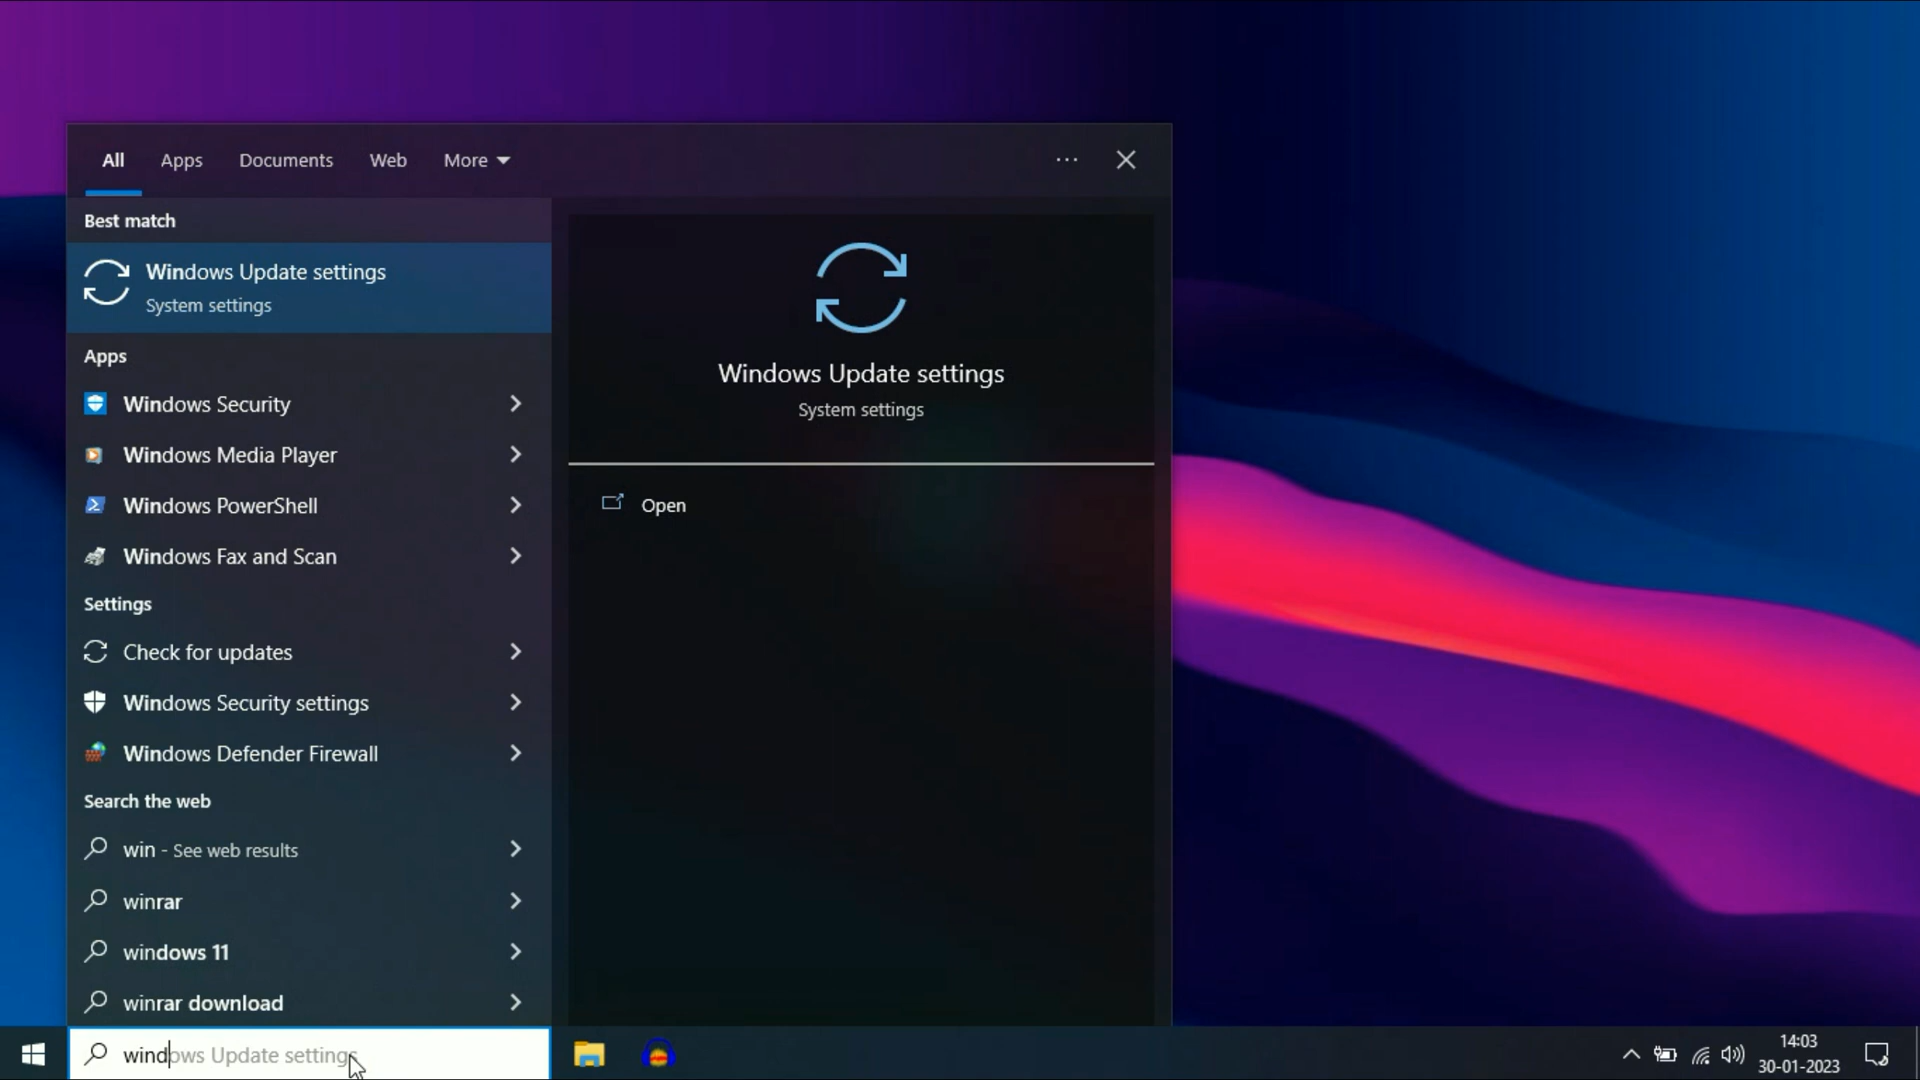 All Apps Documents Web More
Best match
Windows Update settings
System settings
Apps
Windows Security
Windows Media Player
Windows PowerShell
Windows Fax and Scan
Settings
Check for updates
Windows Security settings
Windows Defender Firewall
Search the web
win - See web results
winrar
windows 11
winrar download
Windows Update settings
System settings
Open
windows Update settings
14:03
30-01-2023